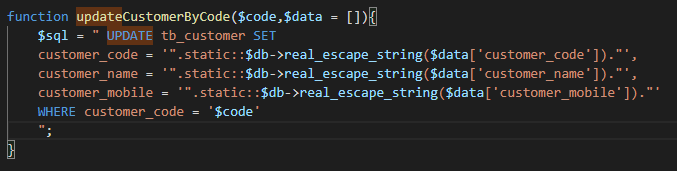 function updateCustomerByCode($code,$data = []){
$sql = " UPDATE tb_customer SET
customer_code = '".static::$db->real_escape_string($data['customer_code'])."',
customer_name = '".static::$db->real_escape_string($data['customer_name'])."',
customer_mobile = '".static::$db->real_escape_string($data['customer_mobile'])."'
WHERE customer_code = '$code'
";
}